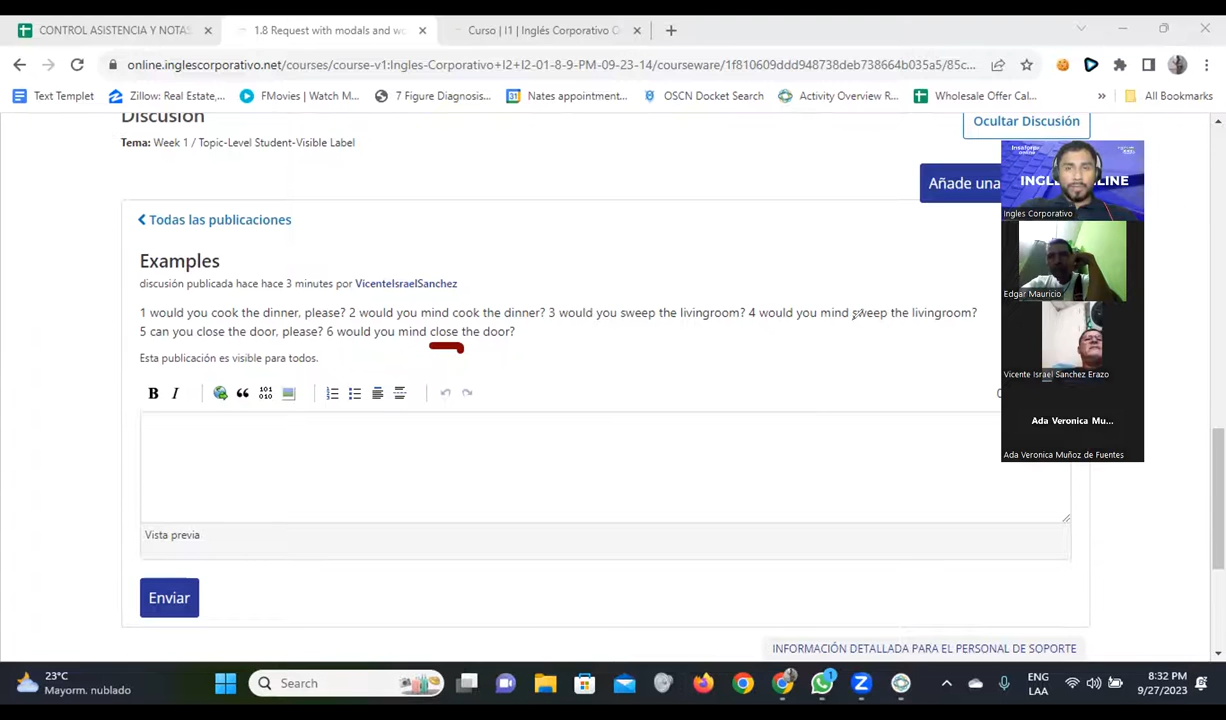 CONTROL ASISTENCIA Y NOTAS
1.8 Request with modals and wo
Curso | I1 | Inglés Corporativo O
online.inglescorporativo.net/courses/course-v1:Ingles-Corporativo+I2+I2-01-8-9-PM-09-23-14/courseware/1f810609ddd948738deb738664b035a5/85c...
Text Templet
Zillow: Real Estate,...
FMovies | Watch M...
7 Figure Diagnosis...
Nates appointment...
OSCN Docket Search
Activity Overview R...
Wholesale Offer Cal...
»
All Bookmarks
Discusión
Ocultar Discusión
Tema: Week 1 / Topic-Level Student-Visible Label
Añade una
INGL LINE
Ingles Corporativo
Todas las publicaciones
Examples
discusión publicada hace hace 3 minutes por VicenteIsraelSanchez
Edgar Mauricio
1 would you cook the dinner, please? 2 would you mind cook the dinner? 3 would you sweep the livingroom? 4 would you mind sweep the livingroom?
5 can you close the door, please? 6 would you mind close the door?
Esta publicación es visible para todos.
Vicente Israel Sanchez Erazo
B I
Ada Veronica Mu...
Ada Veronica Muñoz de Fuentes
Vista previa
Enviar
INFORMACIÓN DETALLADA PARA EL PERSONAL DE SOPORTE
23°C
Mayorm. nublado
Search
1
ENG
LAA
8:32 PM
9/27/2023